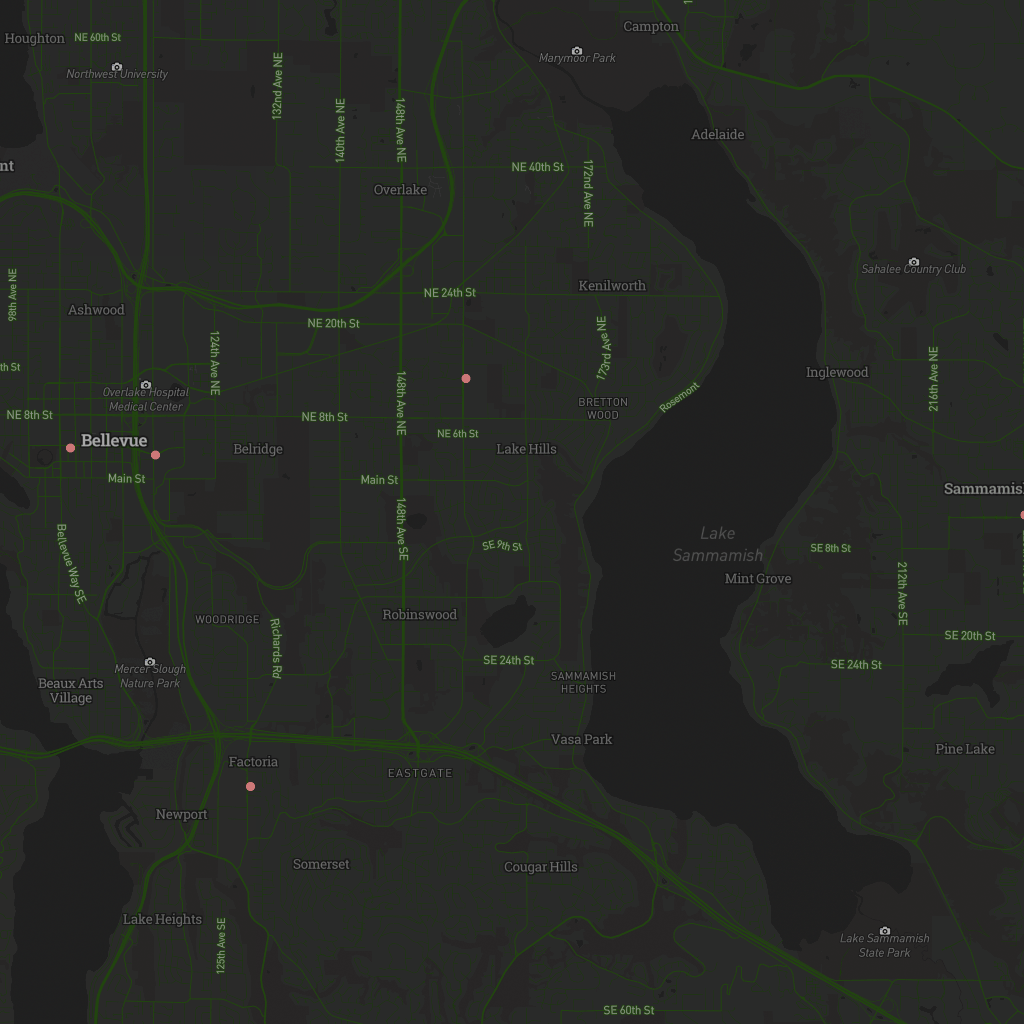 Campton
Houghton
NE 60th St
Marymoor Park
Northwest University
132nd Ave NE
140th Ave NE
148th Ave NE
Adelaide
nt
NE 40th St
172nd Ave NE
Overlake
Sahalee Country Club
98th Ave NE
Kenilworth
NE 24th St
Ashwood
NE 20th St
124th Ave NE
173rd Ave NE
216th Ave NE
th St
Inglewood
148th Ave NE
Overlake Hospital
Medical Center
Rosemont
BRETTON
WOOD
NE 8th St
NE 8th St
NE 6th St
Bellevue
Belridge
Lake Hills
Main St
Main St
Sammamish
148th Ave SE
Lake
Sammamish
SE 9th St
SE 8th St
Bellevue Way SE
Mint Grove
212th Ave SE
Robinswood
WOODRIDGE
Richards Rd
SE 20th St
SE 24th St
SE 24th St
Mercer Slough
Nature Park
SAMMAMISH
HEIGHTS
Beaux Arts
Village
Vasa Park
Pine Lake
Factoria
EASTGATE
Newport
Somerset
Cougar Hills
Lake Heights
125th Ave SE
Lake Sammamish
State Park
SE 60th St